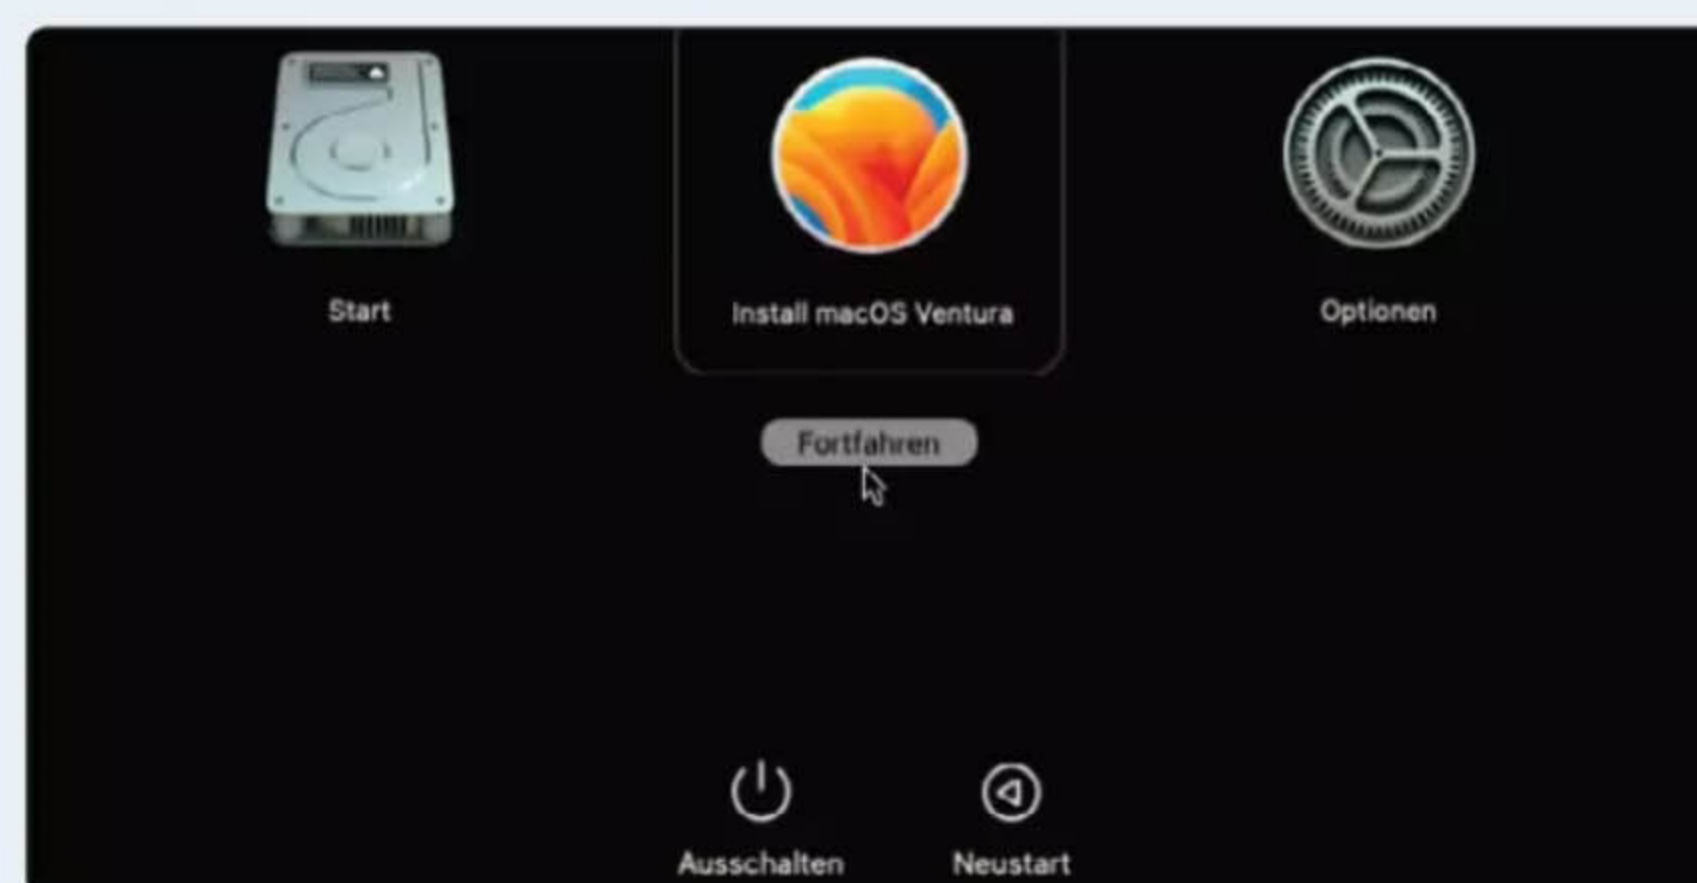 Start
Install macOS Ventura
Optionen
Fortfahren
Ausschalten
Neustart